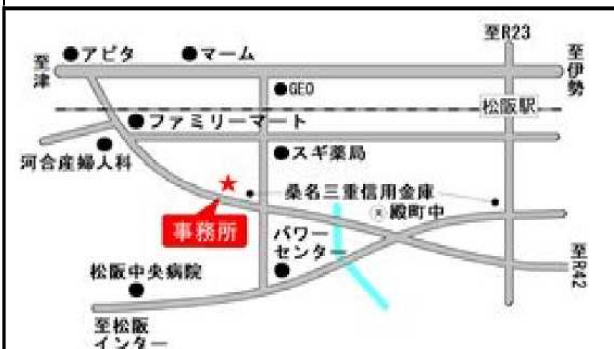 至R23
至津
アピタ
マーム
至伊勢
GEO
松阪駅
ファミリーマート
河合産婦人科
スギ薬局
桑名三重信用金庫
殿町中
事務所
パワー
センター
松阪中央病院
至R42
至松阪
インター